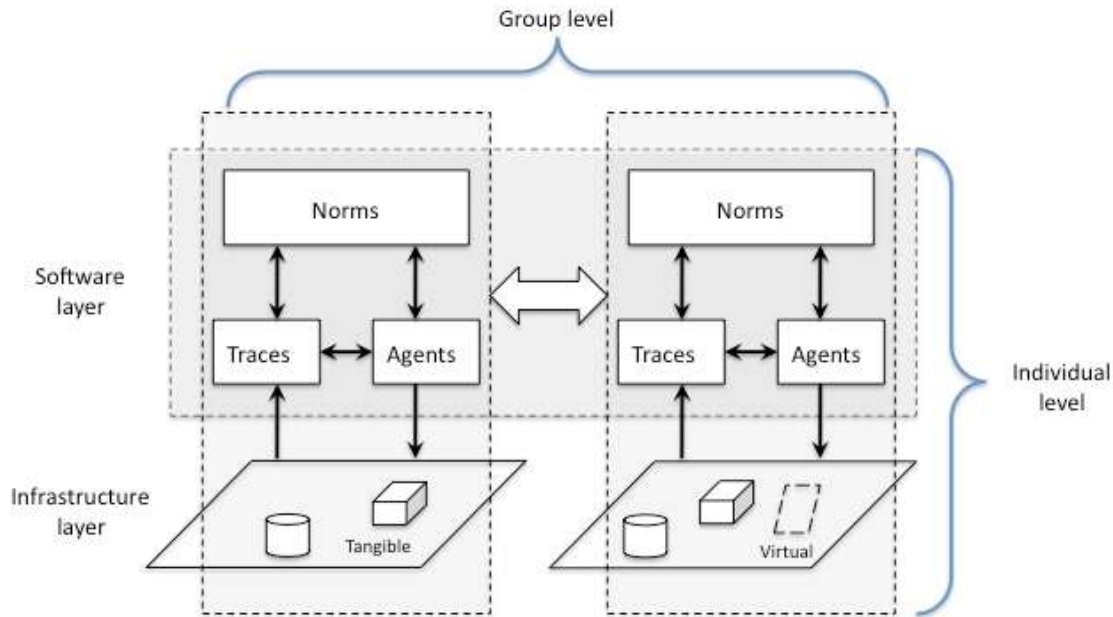 Group level
Norms
Norms
Software
layer
Traces
Agents
Traces
Agents
Individual
level
Infrastructure
layer
Tangible
Virtual